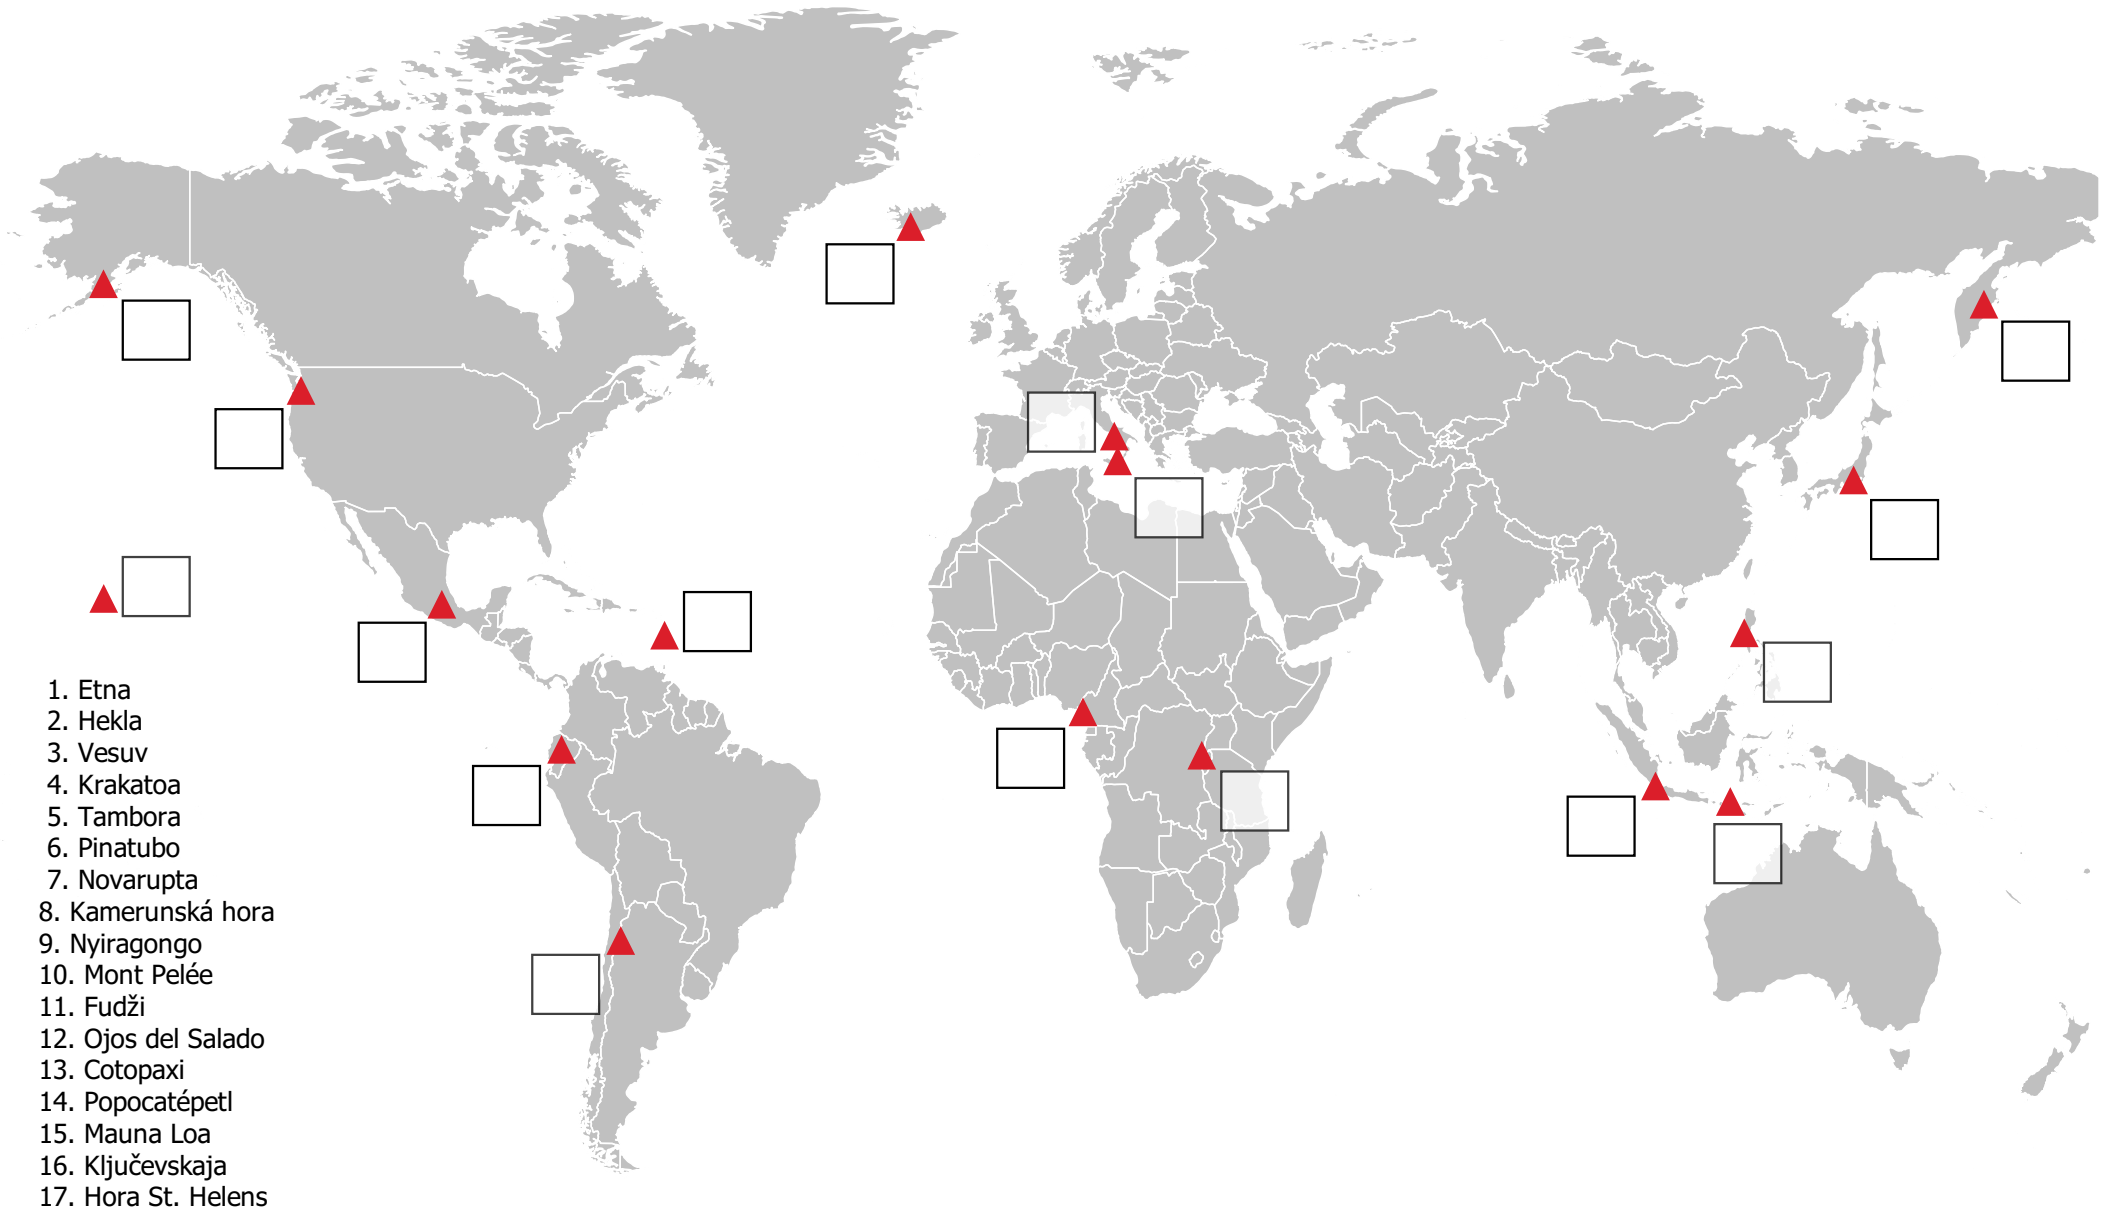 1. Etna
2. Hekla
3. Vesuv
4. Krakatoa
5. Tambora
6. Pinatubo
7. Novarupta
8. Kamerunská hora
9. Nyiragongo
10. Mont Pelée
11. Fudži
12. Ojos del Salado
13. Cotopaxi
14. Popocatépetl
15. Mauna Loa
16. Ključevskaja
17. Hora St. Helens